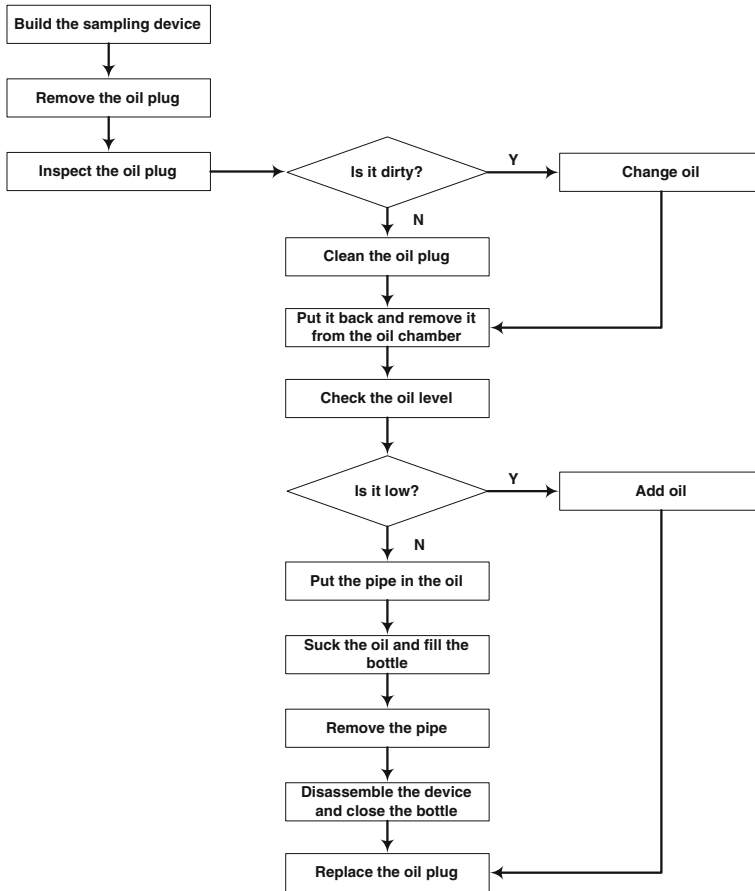 Build the sampling device
Remove the oil plug
Inspect the oil plug
Is it dirty?
Y
Change oil
N
Clean the oil plug
Put it back and remove it
from the oil chamber
Check the oil level
Is it low?
Y
Add oil
N
Put the pipe in the oil
Suck the oil and fill the
bottle
Remove the pipe
Disassemble the device
and close the bottle
Replace the oil plug